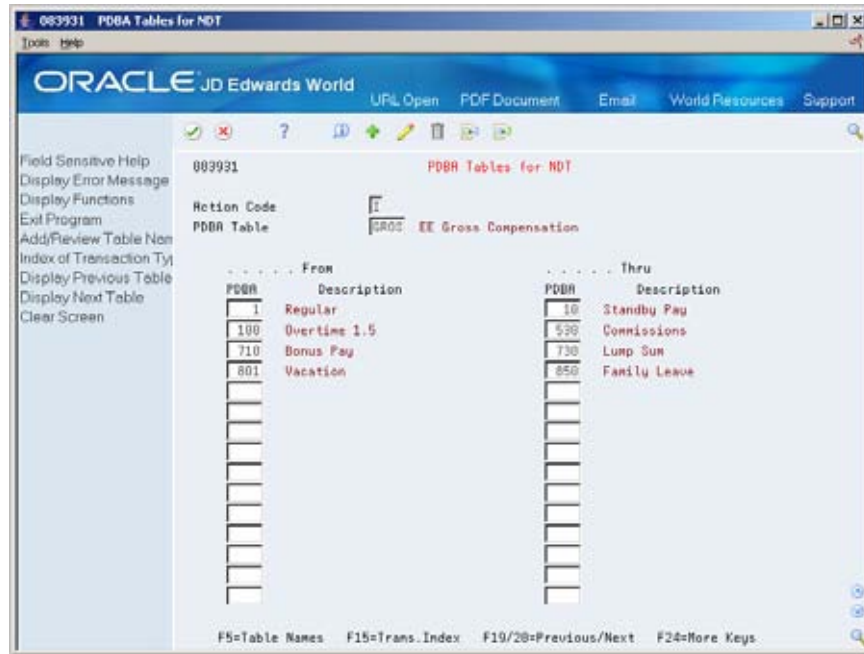 083931 PDBA Tables for NDT
Tools Help
ORACLE JD Edwards World
URL Open PDF Document Email World Resources Support
Field Sensitive Help
Display Error Message
Display Functions
Exit Program
Add/Review Table Nam
Index of Transaction Ty
Display Previous Table
Display Next Table
Clear Screen
083931 PDBA Tables for NDT
Action Code I
PDBA Table GROS EE Gross Compensation
. . . . . From . . . . . Thru
PDBA Description PDBA Description
1 Regular 10 Standby Pay
100 Overtime 1.5 530 Commissions
710 Bonus Pay 730 Lump Sum
801 Vacation 850 Family Leave
F5=Table Names F15=Trans.Index F19/20=Previous/Next F24=More Keys